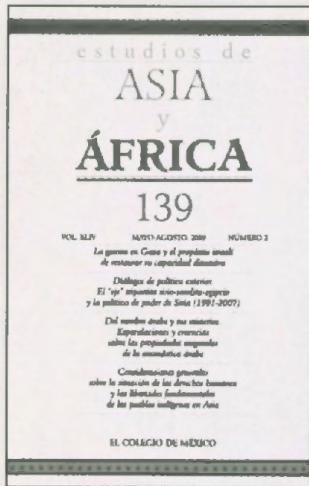 estudios de
ASIA
y
ÁFRICA
139
VOL. XLIV MAYO-AGOSTO, 2009 NÚMERO 2
La guerra en Gaza y el propósito israelí
de restaurar su capacidad disuasiva
Diálogos de política exterior.
El "eje" tripartita sirio-saudita-egipcio
y la política de poder de Siria (1991-2007)
Del nombre árabe y sus misterios
Especulaciones y creencias
sobre las propiedades
de la onomástica árabe
Consideraciones generales
sobre la situación de los derechos humanos
y las libertades fundamentales
de los pueblos indígenas en Asia
EL COLEGIO DE MÉXICO